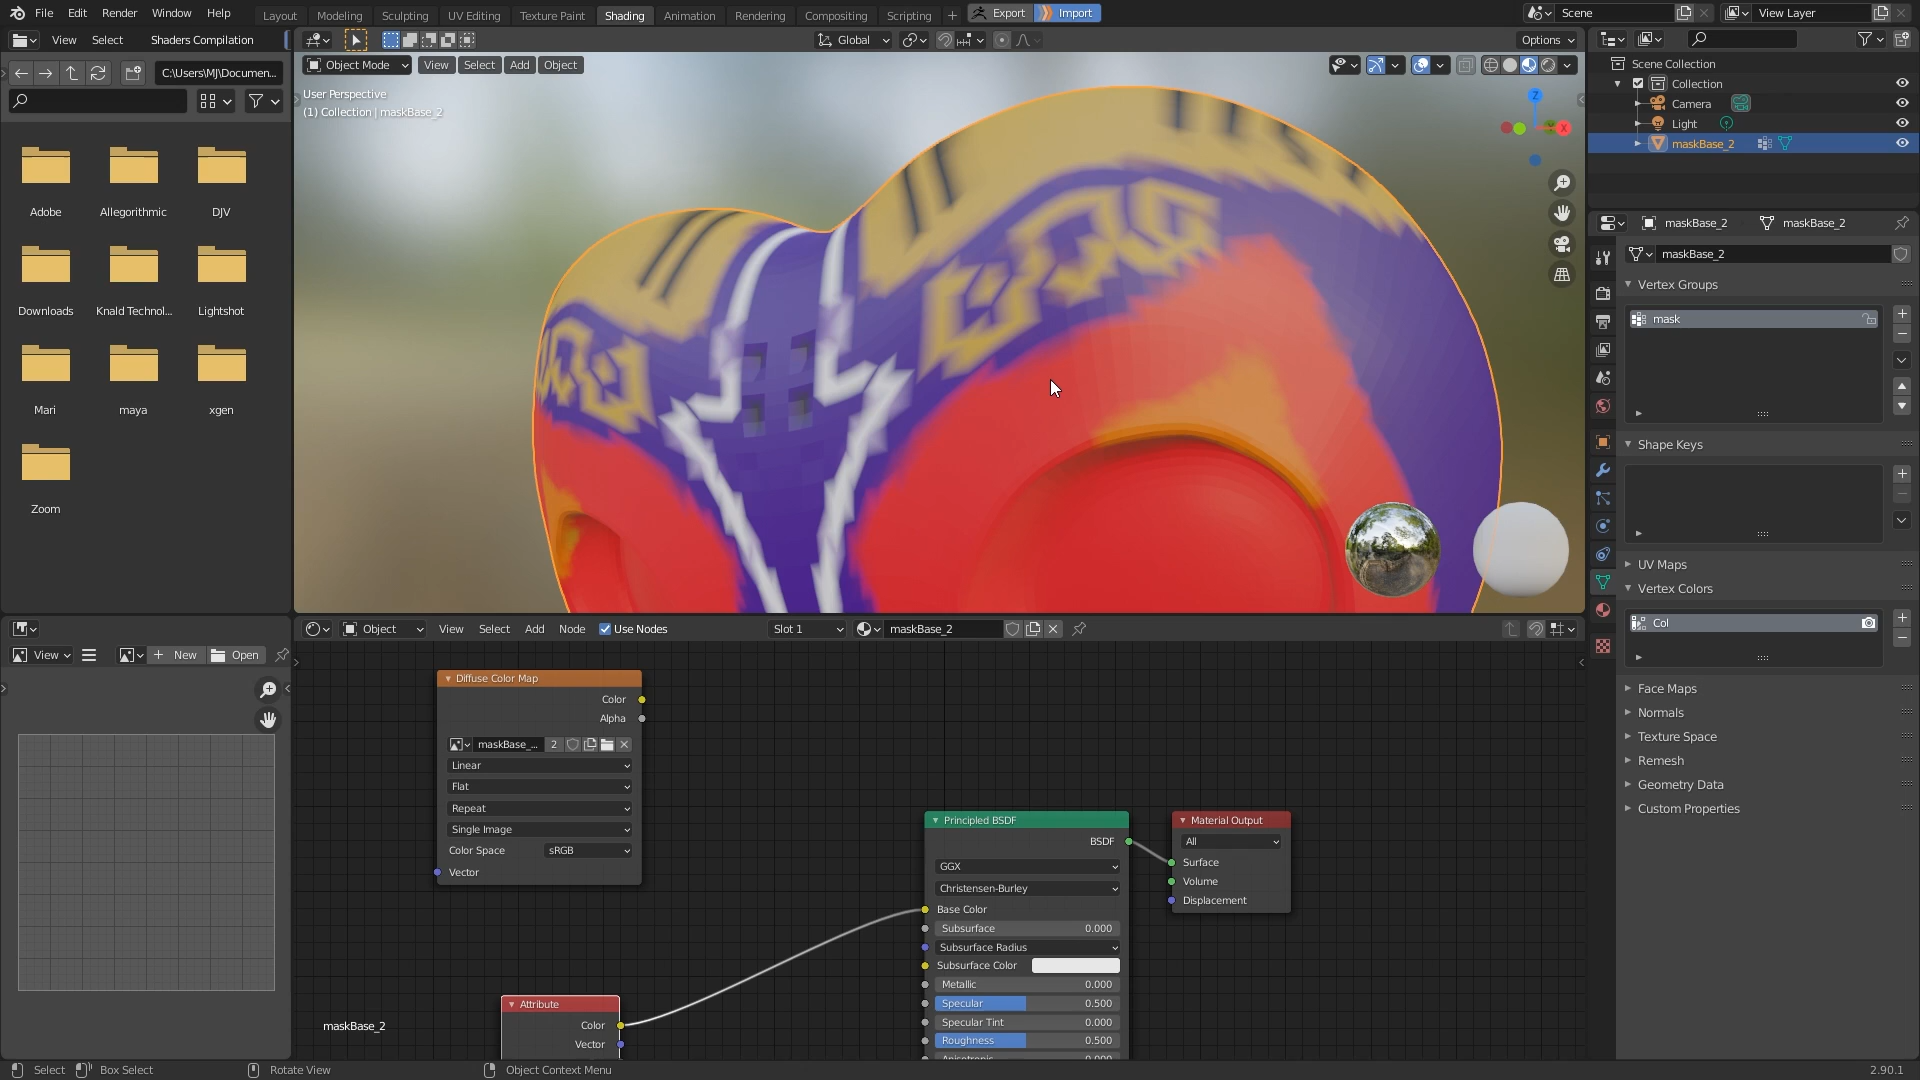 File Edit Render Window Help
Layout Modeling Sculpting UV Editing Texture Paint Shading Animation Rendering Compositing Scripting + Export Import
Scene View Layer
View Select Shaders Compilation
Global Options
C:\Users\MJ\Documen...
Object Mode View Select Add Object
User Perspective
(1) Collection | maskBase_2
Z
X
Adobe Allegorithmic DJV
Downloads Knald Technol... Lightshot
Mari maya xgen
Zoom
Scene Collection
Collection
Camera
Light
maskBase_2
maskBase_2 maskBase_2
maskBase_2
Vertex Groups
mask
Shape Keys
UV Maps
Vertex Colors
Col
Face Maps
Normals
Texture Space
Remesh
Geometry Data
Custom Properties
View New Open
Object View Select Add Node Use Nodes Slot 1 maskBase_2
Diffuse Color Map
Color
Alpha
maskBase_... 2
Linear
Flat
Repeat
Single Image
Color Space sRGB
Vector
Attribute
Color
Vector
Principled BSDF
BSDF
GGX
Christensen-Burley
Base Color
Subsurface 0.000
Subsurface Radius
Subsurface Color
Metallic 0.000
Specular 0.500
Specular Tint 0.000
Roughness 0.500
Anisotropic 0.000
Material Output
All
Surface
Volume
Displacement
maskBase_2
Select Box Select Rotate View Object Context Menu 2.90.1